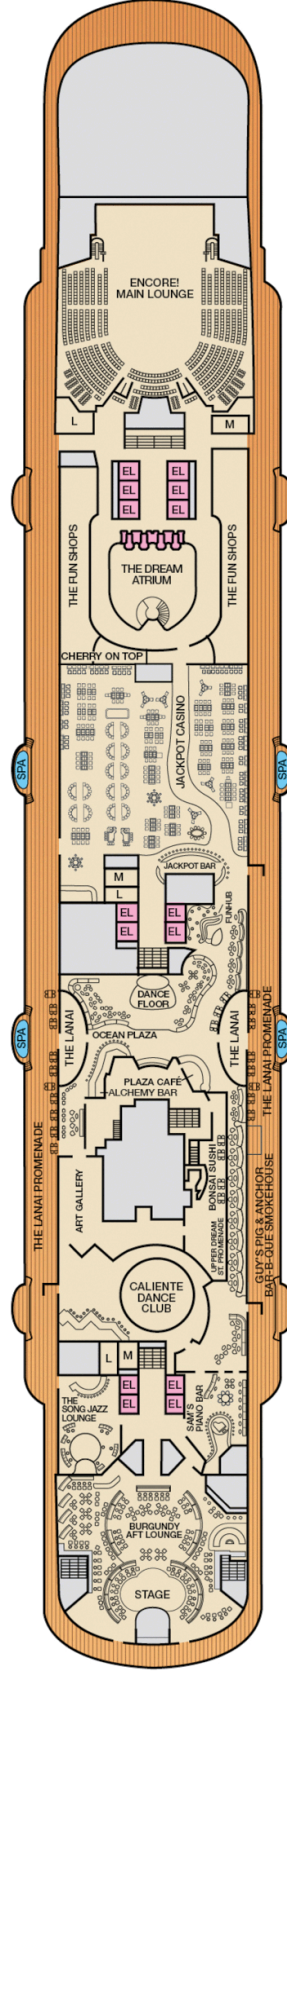 ENCORE!
MAIN LOUNGE
L
M
EL
EL
EL
EL
EL
EL
THE FUN SHOPS
THE DREAM
ATRIUM
THE FUN SHOPS
CHERRY ON TOP
JACKPOT CASINO
SPA
SPA
JACKPOT BAR
M
L
EL
EL
EL
EL
FUNHUB
DANCE
FLOOR
OCEAN PLAZA
THE LANAI
THE LANAI
THE LANAI PROMENADE
SPA
SPA
PLAZA CAFÉ
ALCHEMY BAR
THE LANAI PROMENADE
ART GALLERY
BONSAI SUSHI
UPPER DREAM
ST. PROMENADE
GUY'S PIG & ANCHOR
BAR-B-QUE SMOKEHOUSE
CALIENTE
DANCE
CLUB
L
M
EL
EL
EL
EL
THE
SONG JAZZ
LOUNGE
SAM'S
PIANO BAR
BURGUNDY
AFT LOUNGE
STAGE